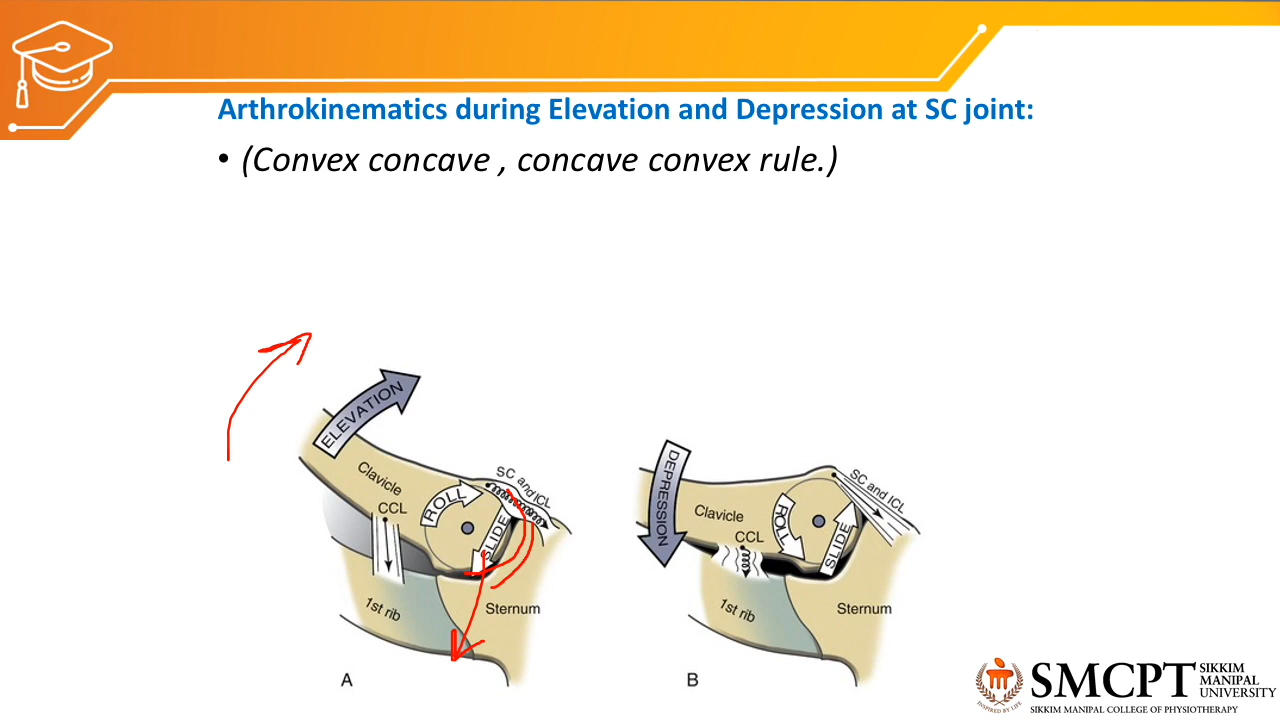 Arthrokinematics during Elevation and Depression at SC joint:
• (Convex concave , concave convex rule.)
ELEVATION
Clavicle
CCL
ROLL
SLIDE
SC and ICL
1st rib
Sternum
A
DEPRESSION
Clavicle
CCL
ROLL
SLIDE
SC and ICL
1st rib
Sternum
B
INSPIRED BY LIFE
SMCPT
SIKKIM
MANIPAL
UNIVERSITY
SIKKIM MANIPAL COLLEGE OF PHYSIOTHERAPY